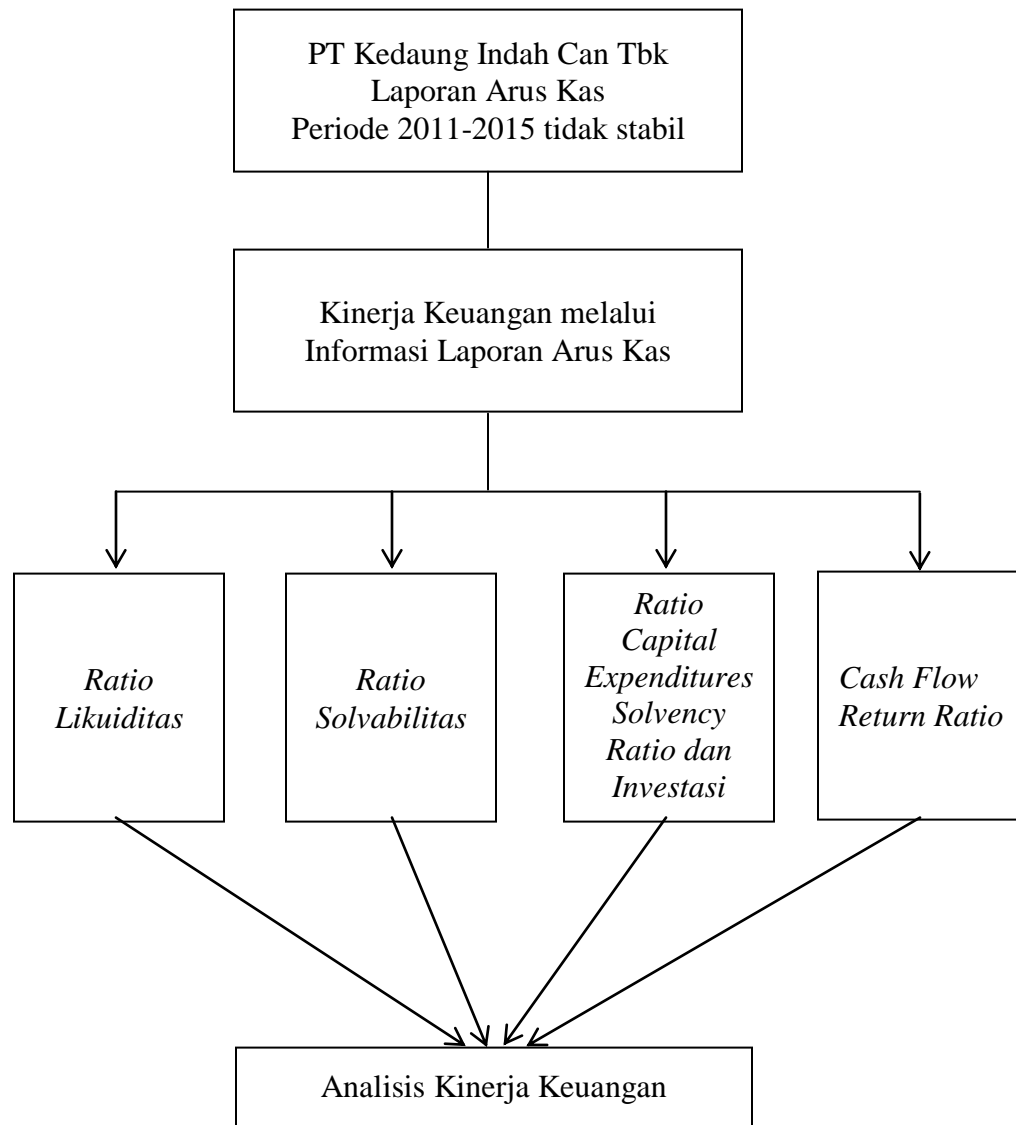 PT Kedaung Indah Can Tbk
Laporan Arus Kas
Periode 2011-2015 tidak stabil
Kinerja Keuangan melalui
Informasi Laporan Arus Kas
Ratio
Likuiditas
Ratio
Solvabilitas
Ratio
Capital
Expenditures
Solvency
Ratio dan
Investasi
Cash Flow
Return Ratio
Analisis Kinerja Keuangan